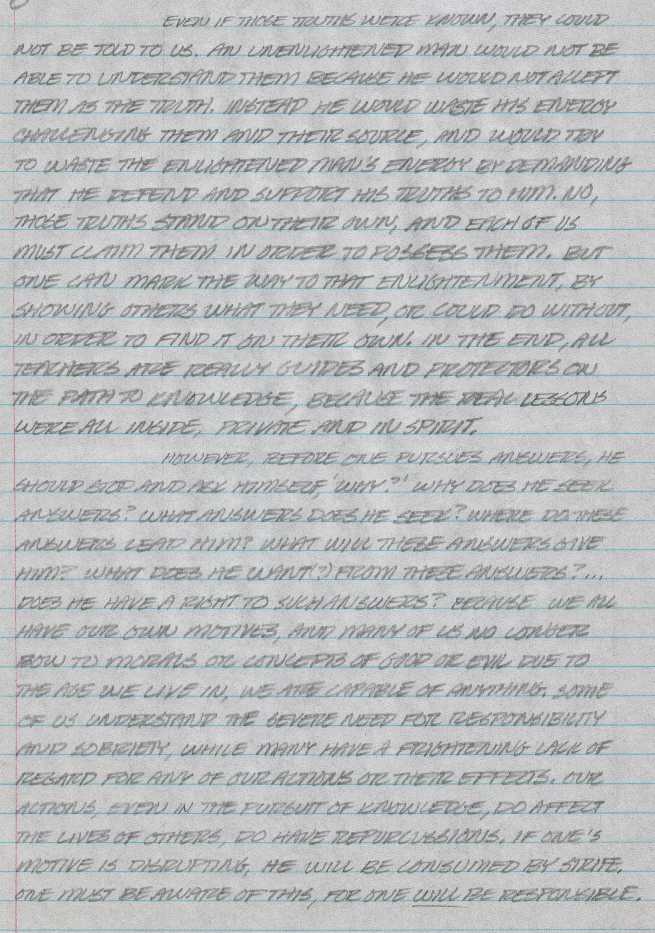 EVEN IF THOSE TRUTHS WERE KNOWN, THEY COULD
NOT BE TOLD TO US. AN UNENLIGHTENED MAN WOULD NOT BE
ABLE TO UNDERSTAND THEM BECAUSE HE WOULD NOT ACCEPT
THEM AS THE TRUTH. INSTEAD HE WOULD WASTE HIS ENERGY
CHALLENGING THEM AND THEIR SOURCE, AND WOULD TRY
TO WASTE THE ENLIGHTENED MAN'S ENERGY BY DEMANDING
THAT HE DEFEND AND SUPPORT HIS TRUTHS TO HIM. NO,
THOSE TRUTHS STAND ON THEIR OWN, AND EACH OF US
MUST CLAIM THEM IN ORDER TO POSSESS THEM. BUT
ONE CAN MARK THE WAY TO THAT ENLIGHTENMENT, BY
SHOWING OTHERS WHAT THEY NEED, OR COULD DO WITHOUT,
IN ORDER TO FIND IT ON THEIR OWN. IN THE END, ALL
TEACHERS ARE REALLY GUIDES AND PROTECTORS ON
THE PATH TO KNOWLEDGE, BECAUSE THE REAL LESSONS
WERE ALL INSIDE, PRIVATE AND IN SPIRIT.
HOWEVER, BEFORE ONE PURSUES ANSWERS, HE
SHOULD STOP AND ASK HIMSELF, 'WHY?' WHY DOES HE SEEK
ANSWERS? WHAT ANSWERS DOES HE SEEK? WHERE DO THESE
ANSWERS LEAD HIM? WHAT WILL THESE ANSWERS GIVE
HIM? WHAT DOES HE WANT(?) FROM THESE ANSWERS?...
DOES HE HAVE A RIGHT TO SUCH ANSWERS? BECAUSE WE ALL
HAVE OUR OWN MOTIVES, AND MANY OF US NO LONGER
BOW TO MORALS OR CONCEPTS OF GOOD OR EVIL DUE TO
THE AGE WE LIVE IN, WE ARE CAPABLE OF ANYTHING. SOME
OF US UNDERSTAND THE SEVERE NEED FOR RESPONSIBILITY
AND SOBRIETY, WHILE MANY HAVE A FRIGHTENING LACK OF
REGARD FOR ANY OF OUR ACTIONS OR THEIR EFFECTS. OUR
ACTIONS, EVEN IN THE PURSUIT OF KNOWLEDGE, DO AFFECT
THE LIVES OF OTHERS, DO HAVE REPURCUSSIONS. IF ONE'S
MOTIVE IS DISRUPTING, HE WILL BE CONSUMED BY STRIFE.
ONE MUST BE AWARE OF THIS, FOR ONE WILL BE RESPONSIBLE.